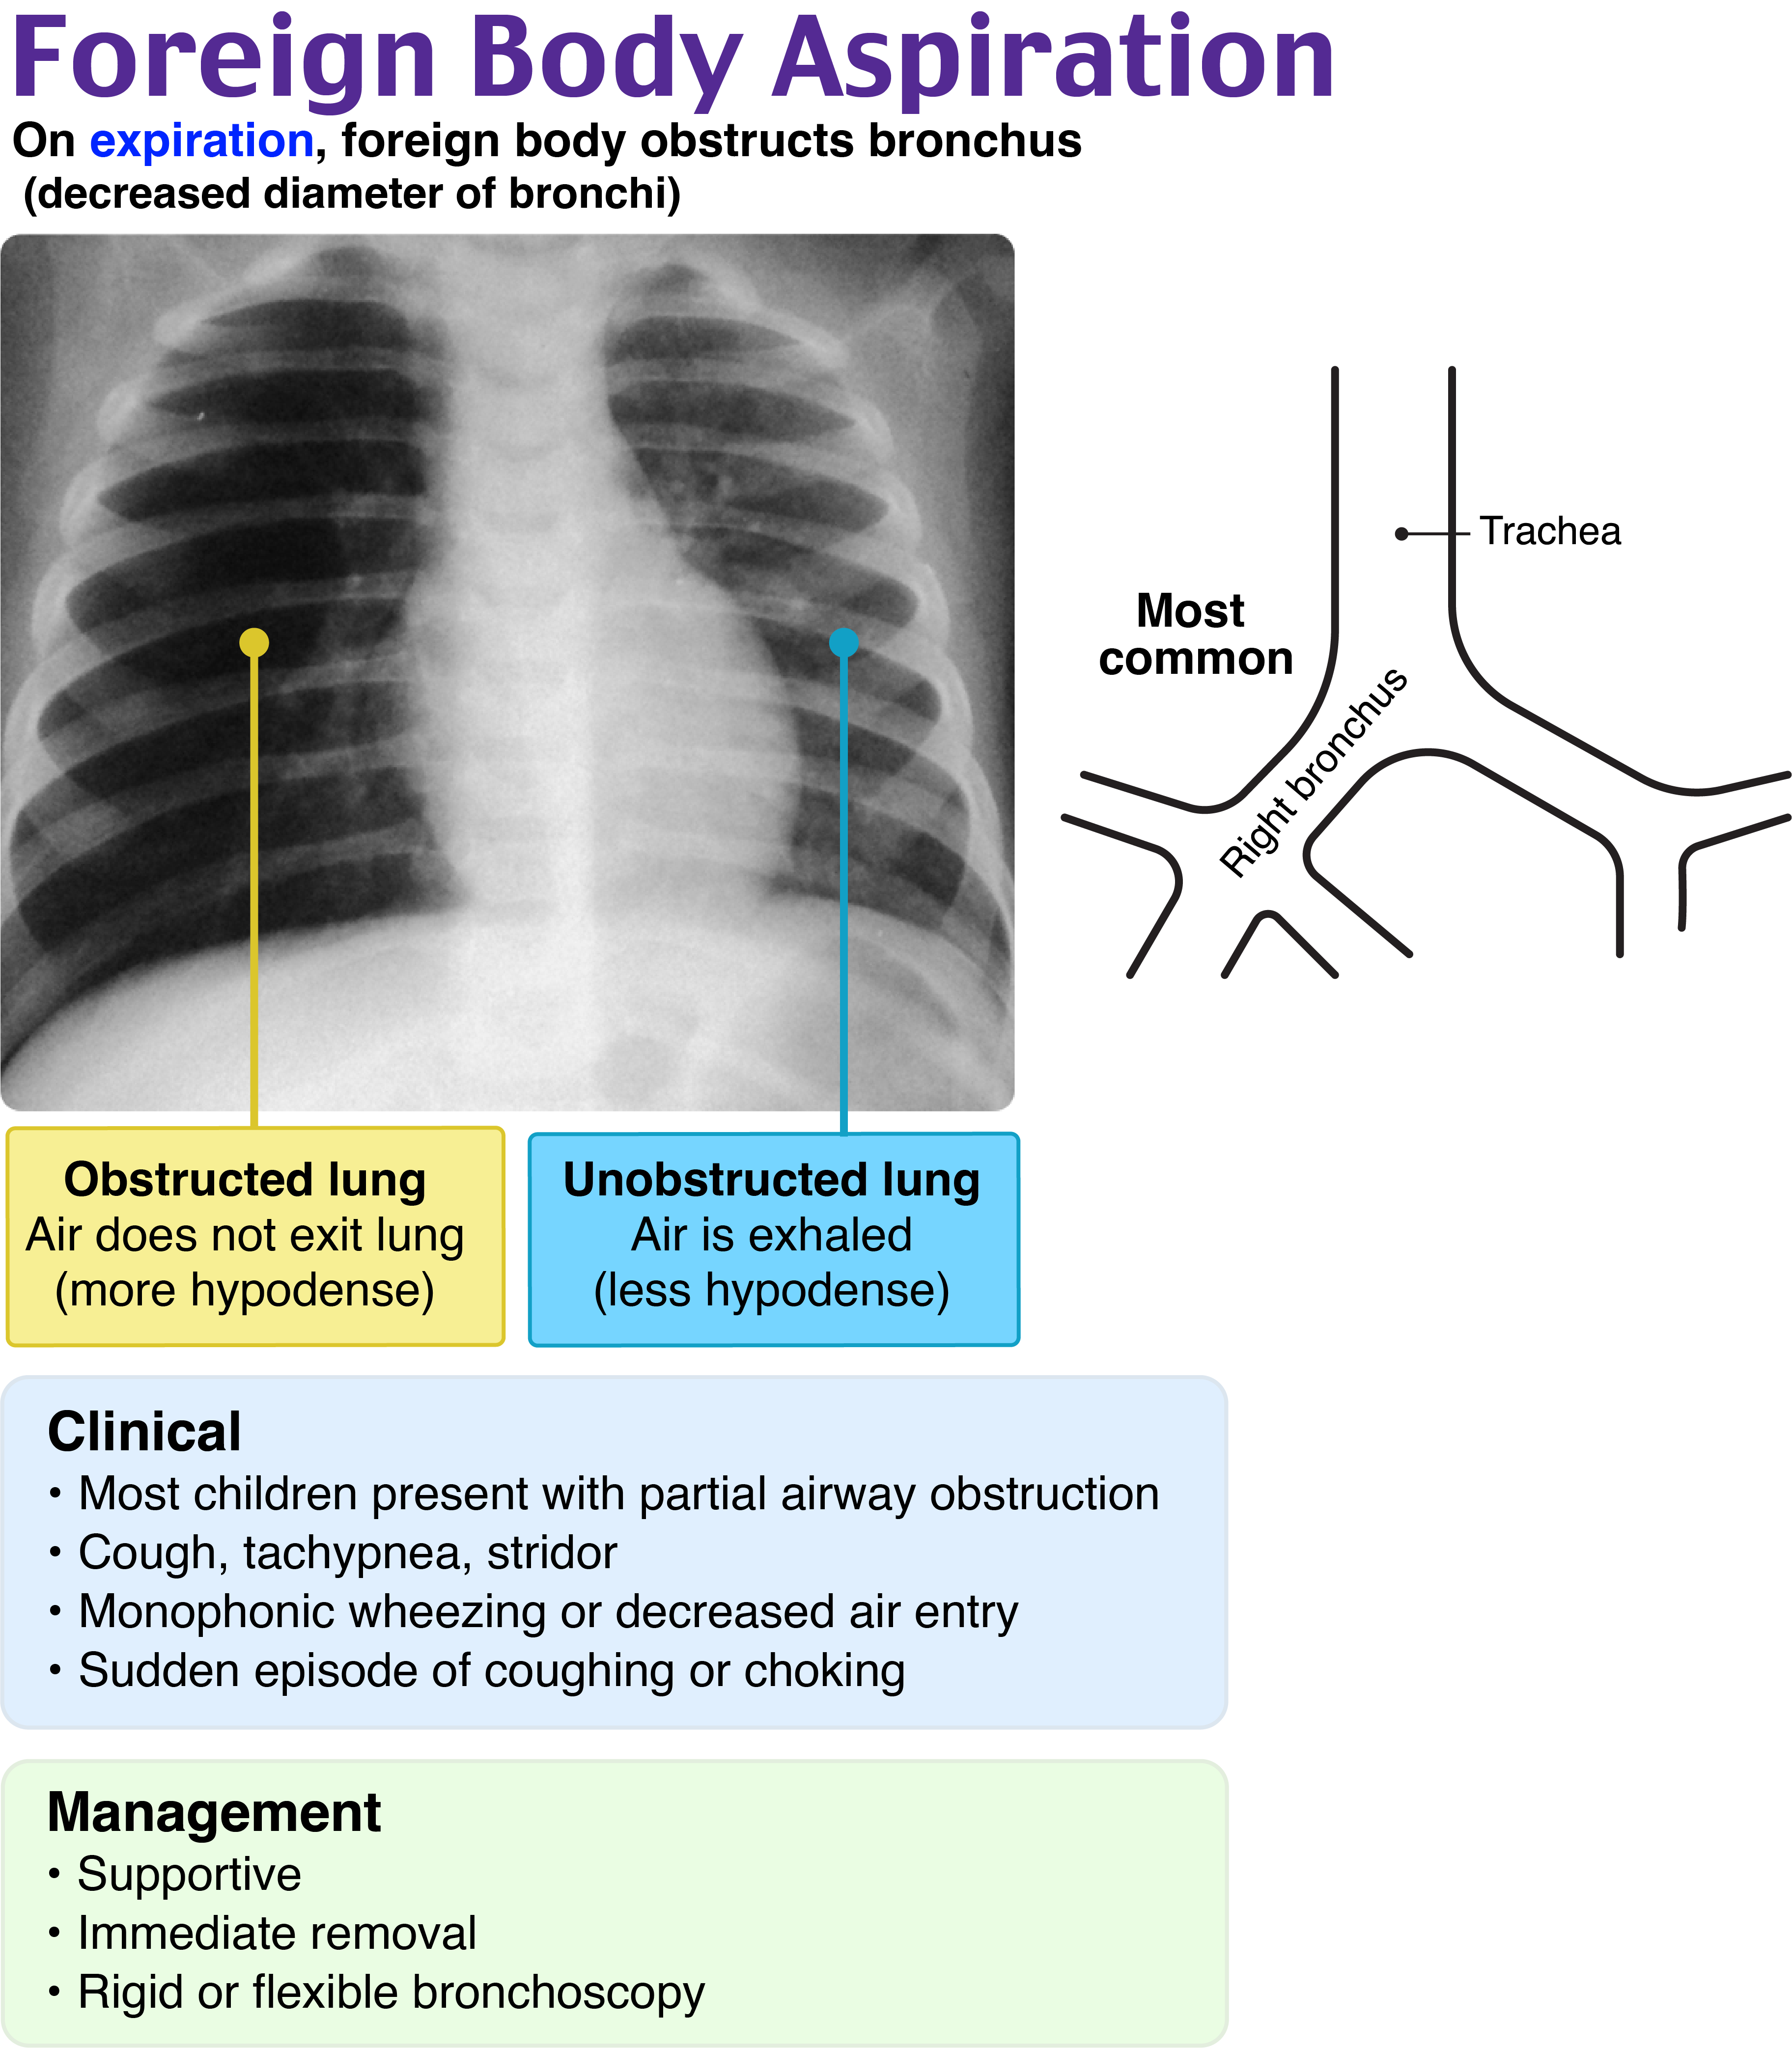 Foreign Body Aspiration
On expiration, foreign body obstructs bronchus
(decreased diameter of bronchi)
Trachea
Most
common
Right bronchus
Obstructed lung
Air does not exit lung
(more hypodense)
Unobstructed lung
Air is exhaled
(less hypodense)
Clinical
• Most children present with partial airway obstruction
• Cough, tachypnea, stridor
• Monophonic wheezing or decreased air entry
• Sudden episode of coughing or choking
Management
• Supportive
• Immediate removal
• Rigid or flexible bronchoscopy